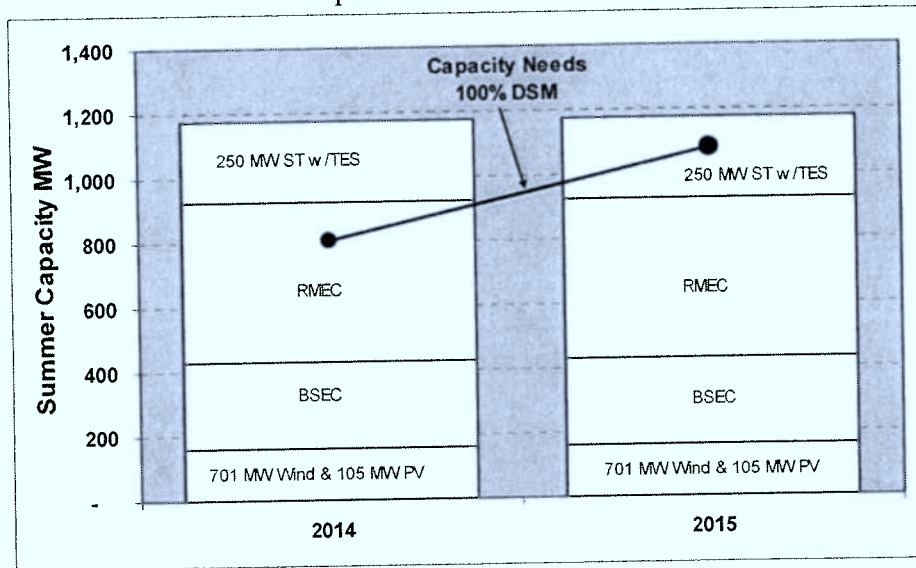 1,400
1,200
1,000
800
600
400
200
-
Summer Capacity MW
Capacity Needs
100% DSM
250 MW ST w/TES
RMEC
BSEC
701 MW Wind & 105 MW PV
250 MW ST w/TES
RMEC
BSEC
701 MW Wind & 105 MW PV
2014
2015